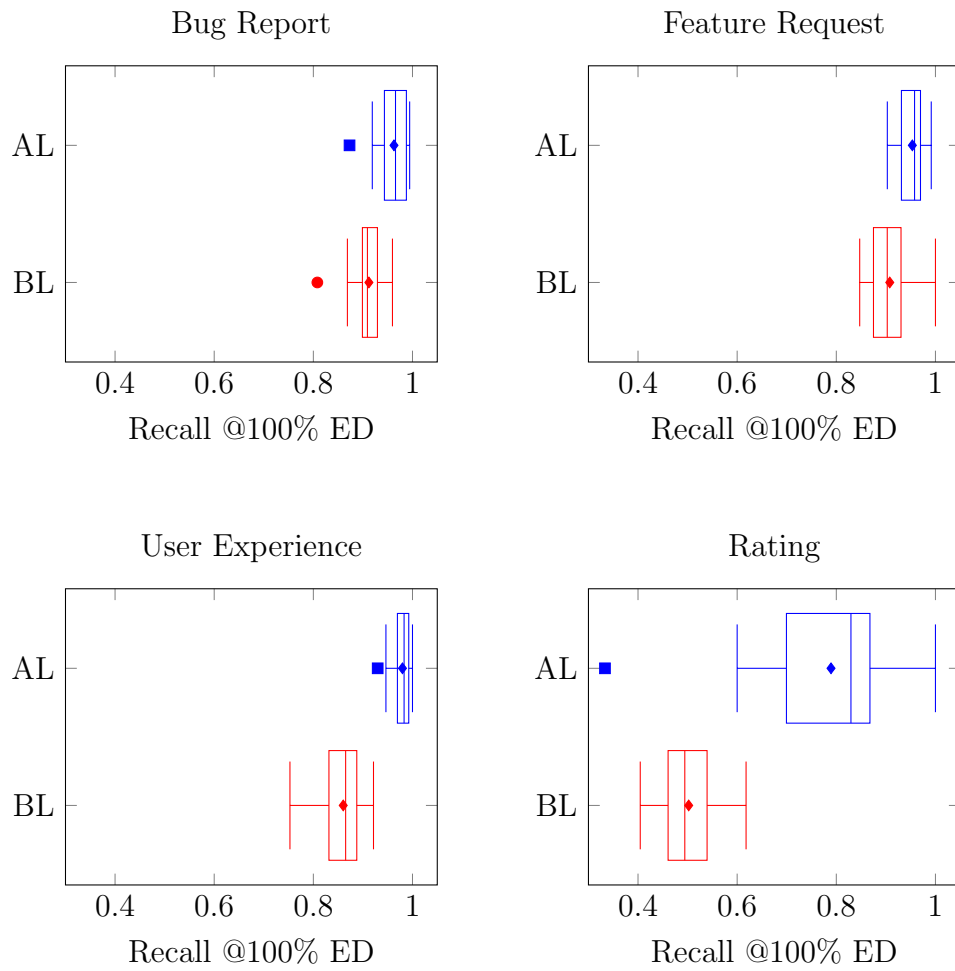 Bug Report
AL
BL
0.4 0.6 0.8 1
Recall @100% ED
Feature Request
AL
BL
0.4 0.6 0.8 1
Recall @100% ED
User Experience
AL
BL
0.4 0.6 0.8 1
Recall @100% ED
Rating
AL
BL
0.4 0.6 0.8 1
Recall @100% ED